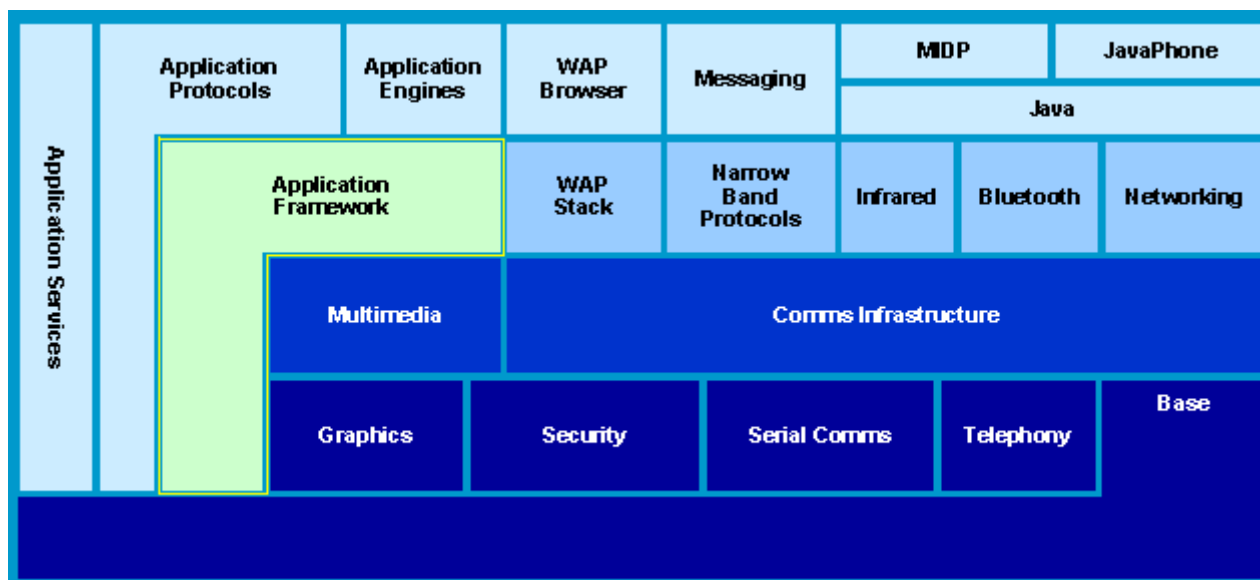 Application Services
Application
Protocols
Application
Engines
WAP
Browser
Messaging
MIDP
JavaPhone
Java
Application
Framework
WAP
Stack
Narrow
Band
Protocols
Infrared
Bluetooth
Networking
Multimedia
Comms Infrastructure
Graphics
Security
Serial Comms
Telephony
Base